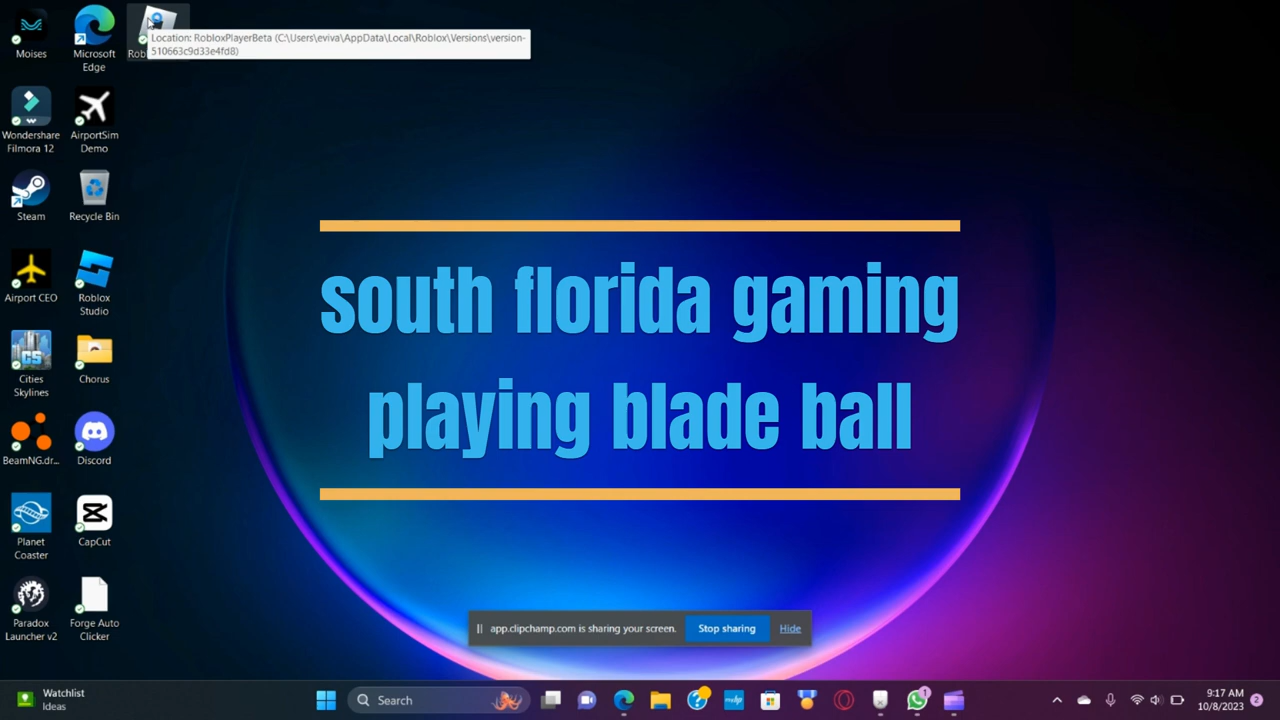 Location: RobloxPlayerBeta (C:\Users\eviva\AppData\Local\Roblox\Versions\version-
510663c9d33e4fd8)
Moises
Microsoft
Edge
Wondershare
Filmora 12
AirportSim
Demo
Steam
Recycle Bin
Airport CEO
Roblox
Studio
Cities
Skylines
Chorus
BeamNG.dr...
Discord
Planet
Coaster
CapCut
Paradox
Launcher v2
Forge Auto
Clicker
south florida gaming
playing blade ball
app.clipchamp.com is sharing your screen.
Stop sharing
Hide
Watchlist
Ideas
Search
9:17 AM
10/8/2023
2